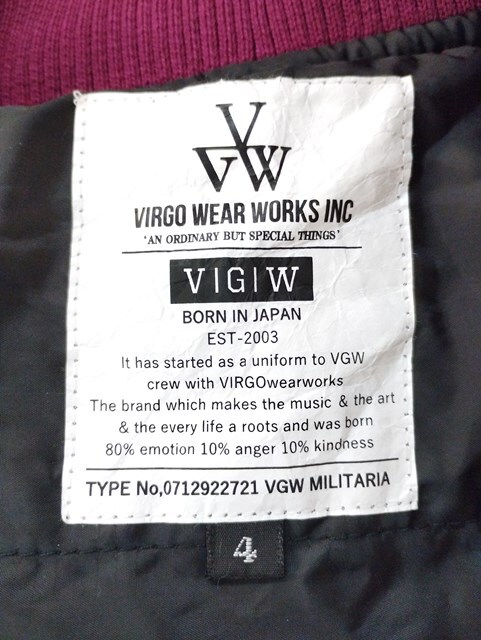 V
GW
VIRGO WEAR WORKS INC
'AN ORDINARY BUT SPECIAL THINGS'
V|G|W
BORN IN JAPAN
EST-2003
It has started as a uniform to VGW
crew with VIRGOwearworks
The brand which makes the music & the art
& the every life a roots and was born
80% emotion 10% anger 10% kindness
TYPE No,0712922721 VGW MILITARIA
4